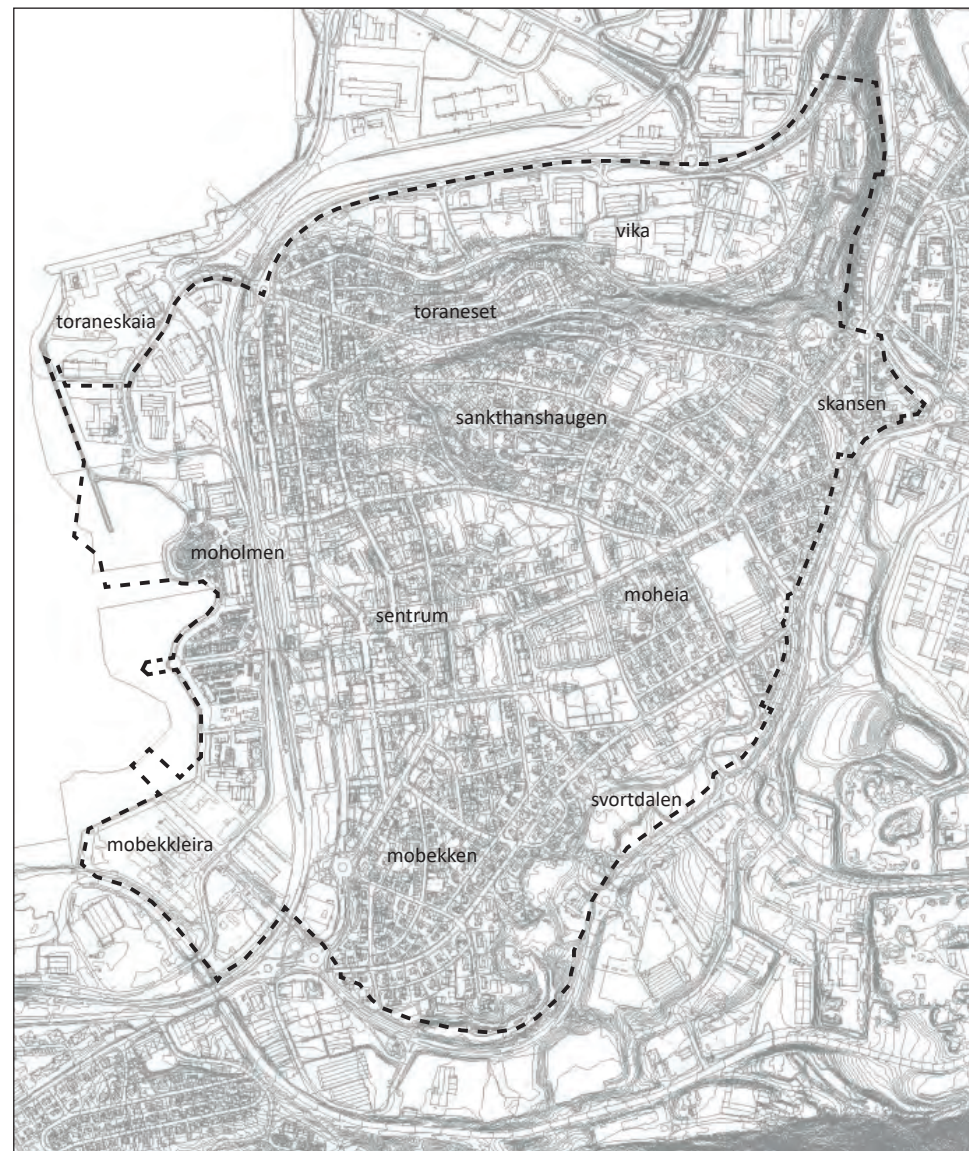 vika
toraneset
toraneskaia
skansen
sankthanshaugen
moholmen
moheia
sentrum
svortdalen
mobekkleira
mobekken